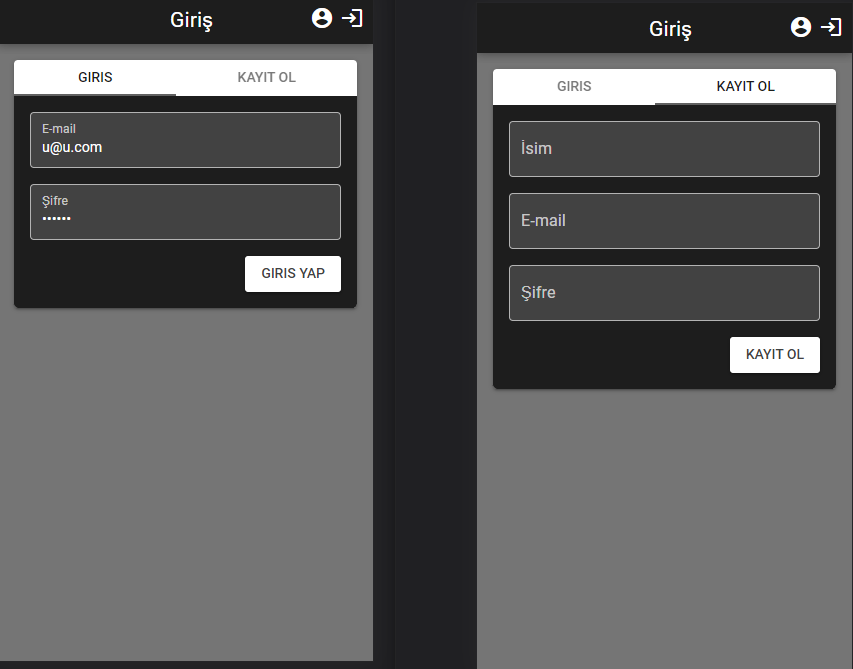 Giriş
GIRIS
KAYIT OL
E-mail
u@u.com
Şifre
••••••
GIRIS YAP
Giriş
GIRIS
KAYIT OL
İsim
E-mail
Şifre
KAYIT OL